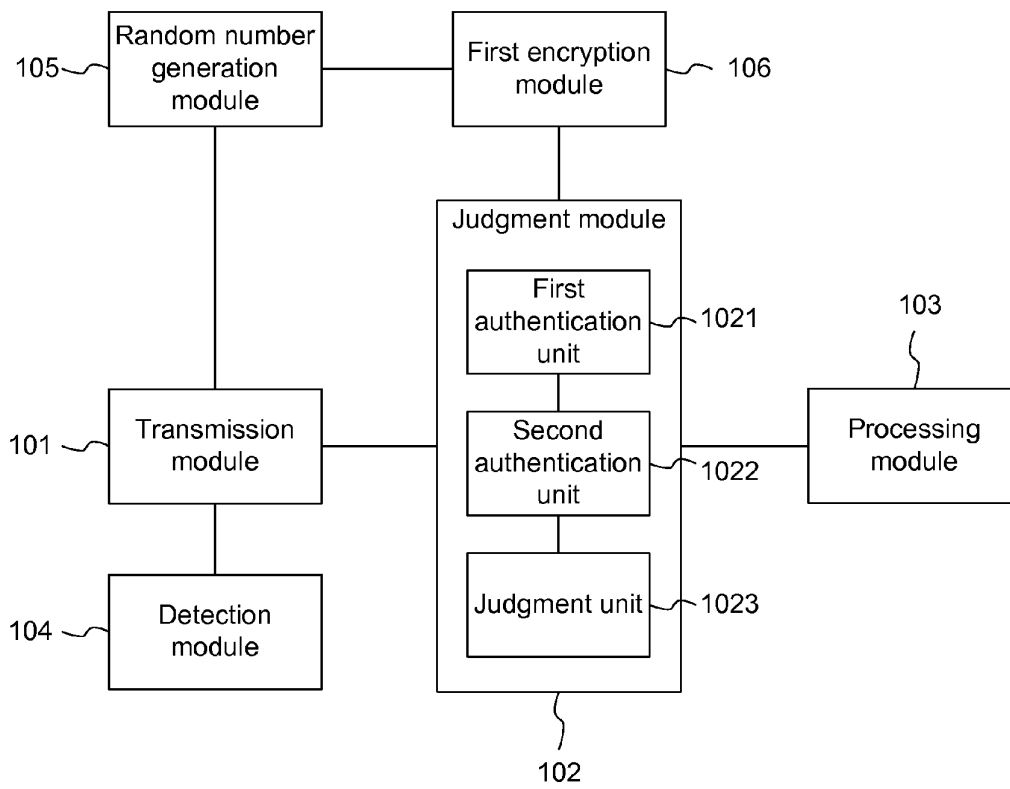 105
Random number
generation
module
First encryption
module
106
Judgment module
First
authentication
unit
1021
103
101
Transmission
module
Second
authentication
unit
1022
Processing
module
104
Detection
module
Judgment unit
1023
102